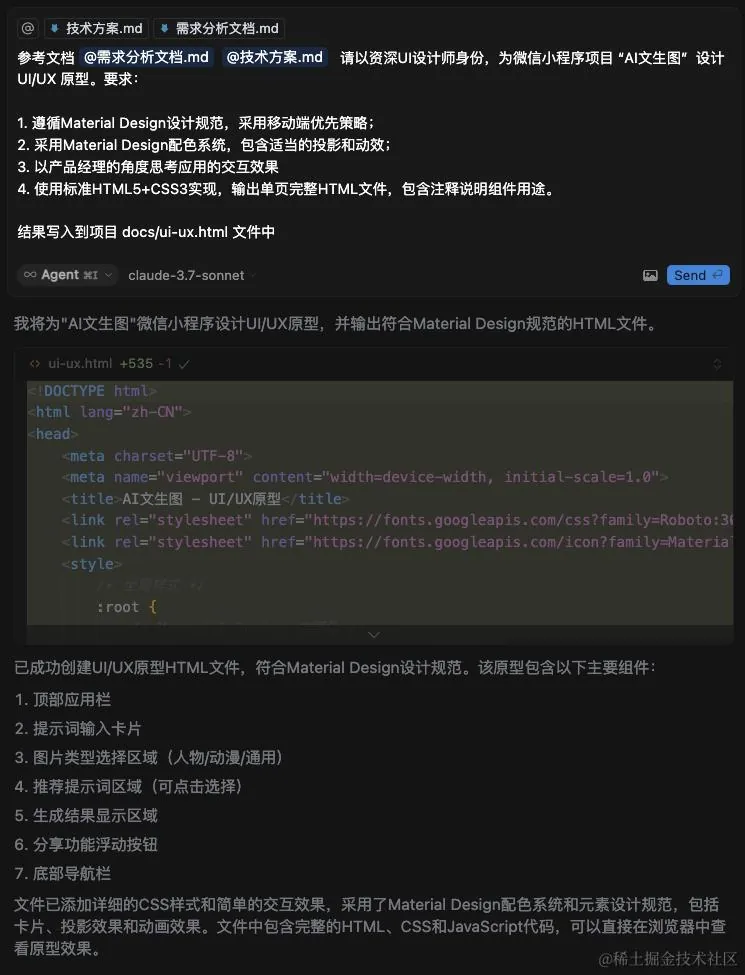 @ 技术方案.md 需求分析文档.md
参考文档 @需求分析文档.md @技术方案.md 请以资深UI设计师身份，为微信小程序项目 “AI文生图” 设计
UI/UX 原型。要求：
1. 遵循Material Design设计规范，采用移动端优先策略；
2. 采用Material Design配色系统，包含适当的投影和动效；
3. 以产品经理的角度思考应用的交互效果
4. 使用标准HTML5+CSS3实现，输出单页完整HTML文件，包含注释说明组件用途。
结果写入到项目 docs/ui-ux.html 文件中
∞ Agent ⌘I claude-3.7-sonnet Send
我将为"AI文生图"微信小程序设计UI/UX原型，并输出符合Material Design规范的HTML文件。
<> ui-ux.html +535 -1 ✓
<!DOCTYPE html>
<html lang="zh-CN">
<head>
<meta charset="UTF-8">
<meta name="viewport" content="width=device-width, initial-scale=1.0">
<title>AI文生图 - UI/UX原型</title>
<link rel="stylesheet" href="https://fonts.googleapis.com/css?family=Roboto:30
<link rel="stylesheet" href="https://fonts.googleapis.com/icon?family=Material
<style>
/* 全局样式 */
:root {
已成功创建UI/UX原型HTML文件，符合Material Design设计规范。该原型包含以下主要组件：
1. 顶部应用栏
2. 提示词输入卡片
3. 图片类型选择区域（人物/动漫/通用）
4. 推荐提示词区域（可点击选择）
5. 生成结果显示区域
6. 分享功能浮动按钮
7. 底部导航栏
文件已添加详细的CSS样式和简单的交互效果，采用了Material Design配色系统和元素设计规范，包括
卡片、投影效果和动画效果。文件中包含完整的HTML、CSS和JavaScript代码，可以直接在浏览器中查
看原型效果。
@稀土掘金技术社区